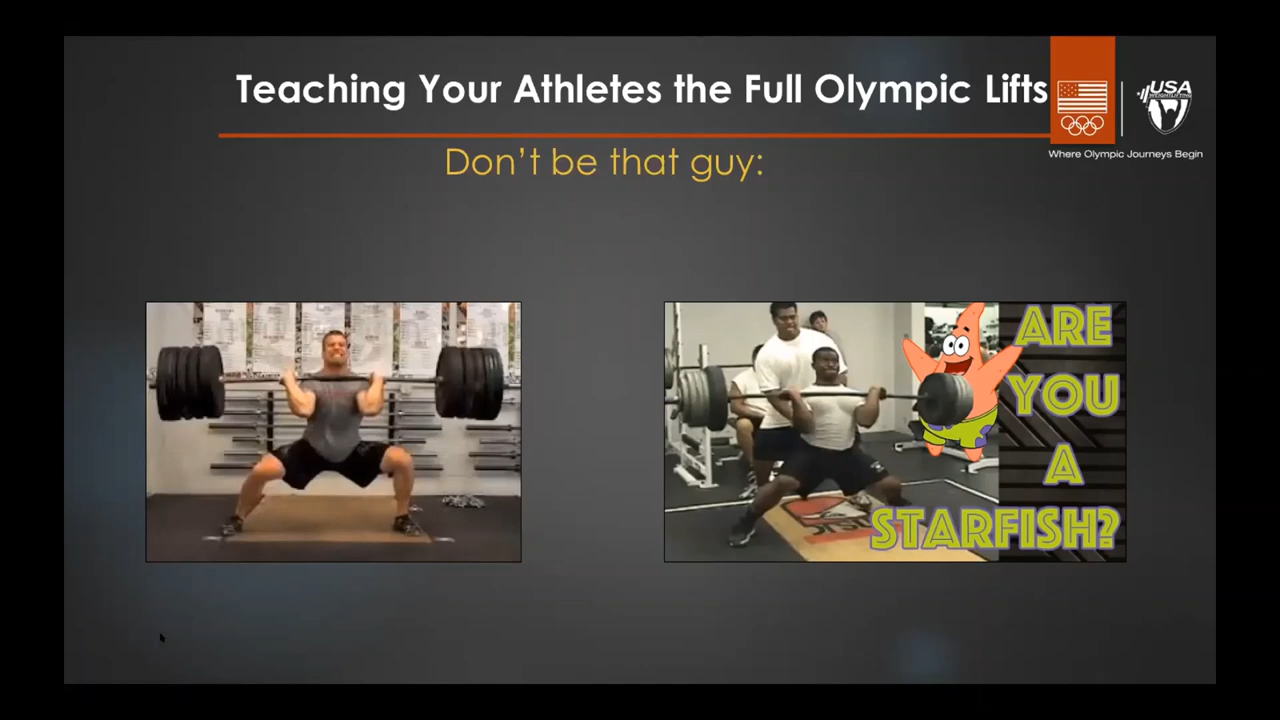 Teaching Your Athletes the Full Olympic Lifts
USA
WEIGHTLIFTING
Where Olympic Journeys Begin
Don't be that guy:
ARE
YOU
A
STARFISH?